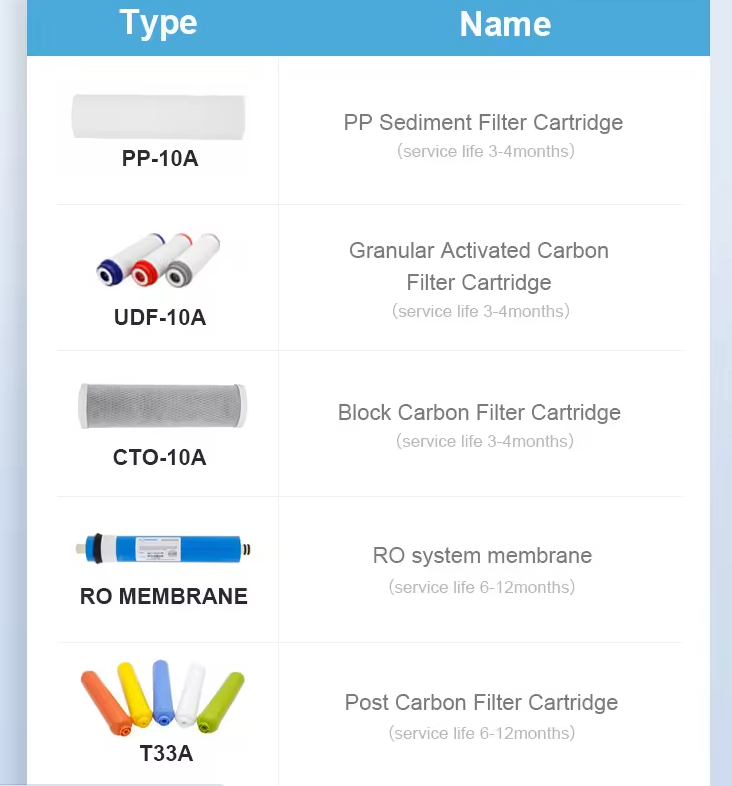 Type
Name
PP-10A
PP Sediment Filter Cartridge
（service life 3-4months）
UDF-10A
Granular Activated Carbon
Filter Cartridge
（service life 3-4months）
CTO-10A
Block Carbon Filter Cartridge
（service life 3-4months）
RO MEMBRANE
RO system membrane
（service life 6-12months）
T33A
Post Carbon Filter Cartridge
（service life 6-12months）